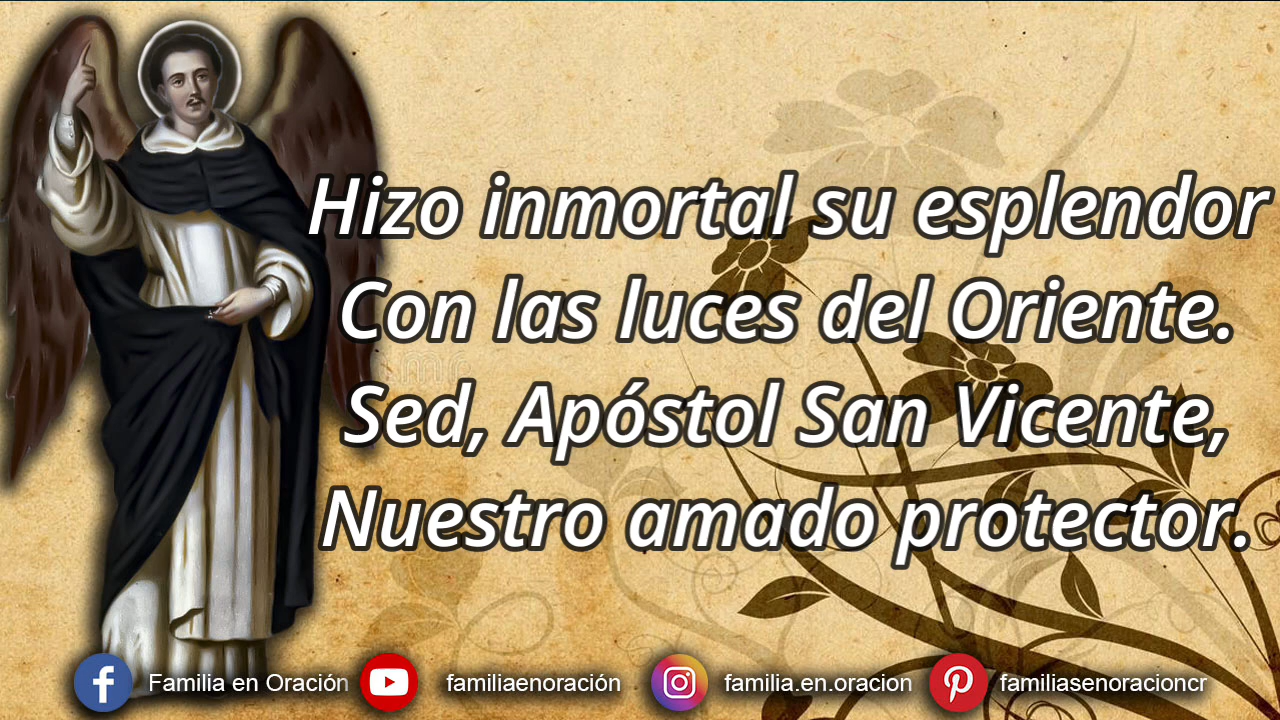 Hizo inmortal su esplendor
Con las luces del Oriente.
Sed, Apóstol San Vicente,
Nuestro amado protector.
Familia en Oración
familiaenoración
familia.en.oracion
familiasenoracioncr